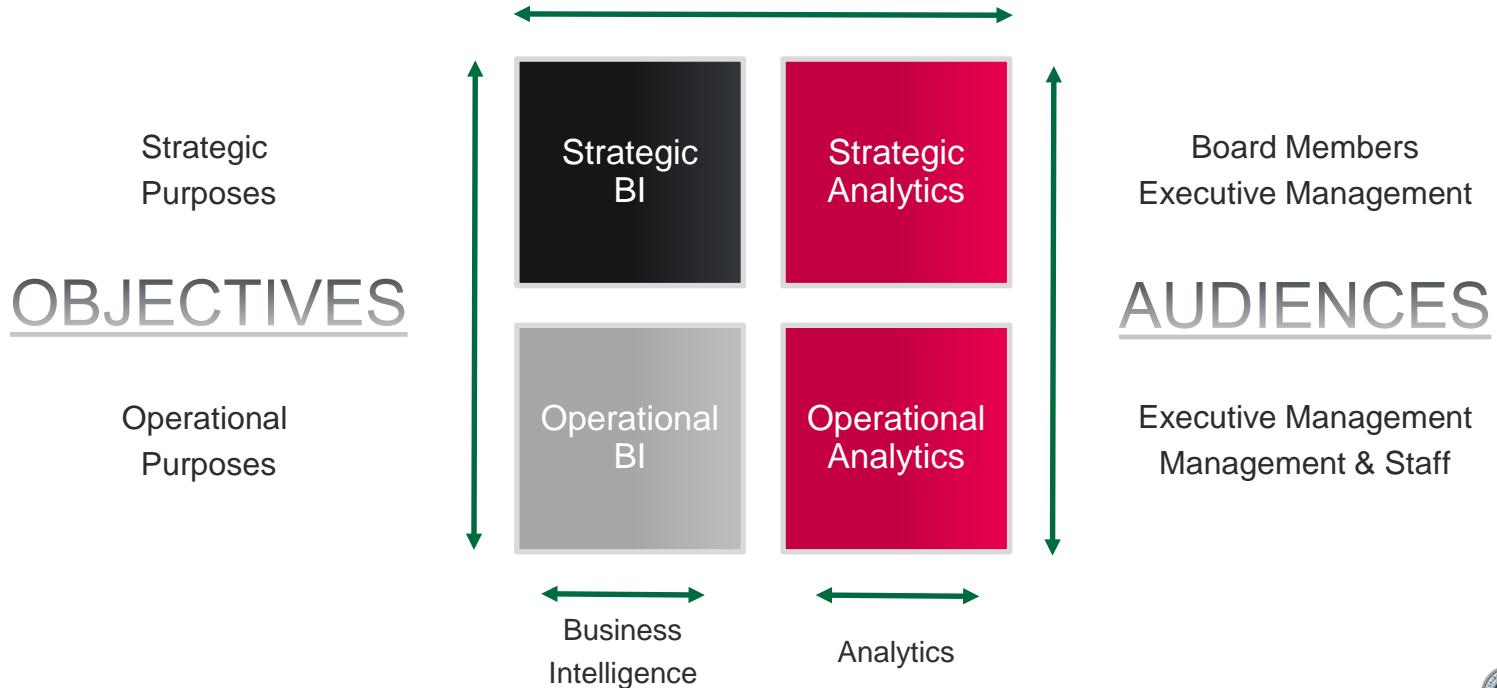 Strategic
Purposes
OBJECTIVES
Operational
Purposes
Strategic
BI
Strategic
Analytics
Operational
BI
Operational
Analytics
Business
Intelligence
Analytics
Board Members
Executive Management
AUDIENCES
Executive Management
Management & Staff